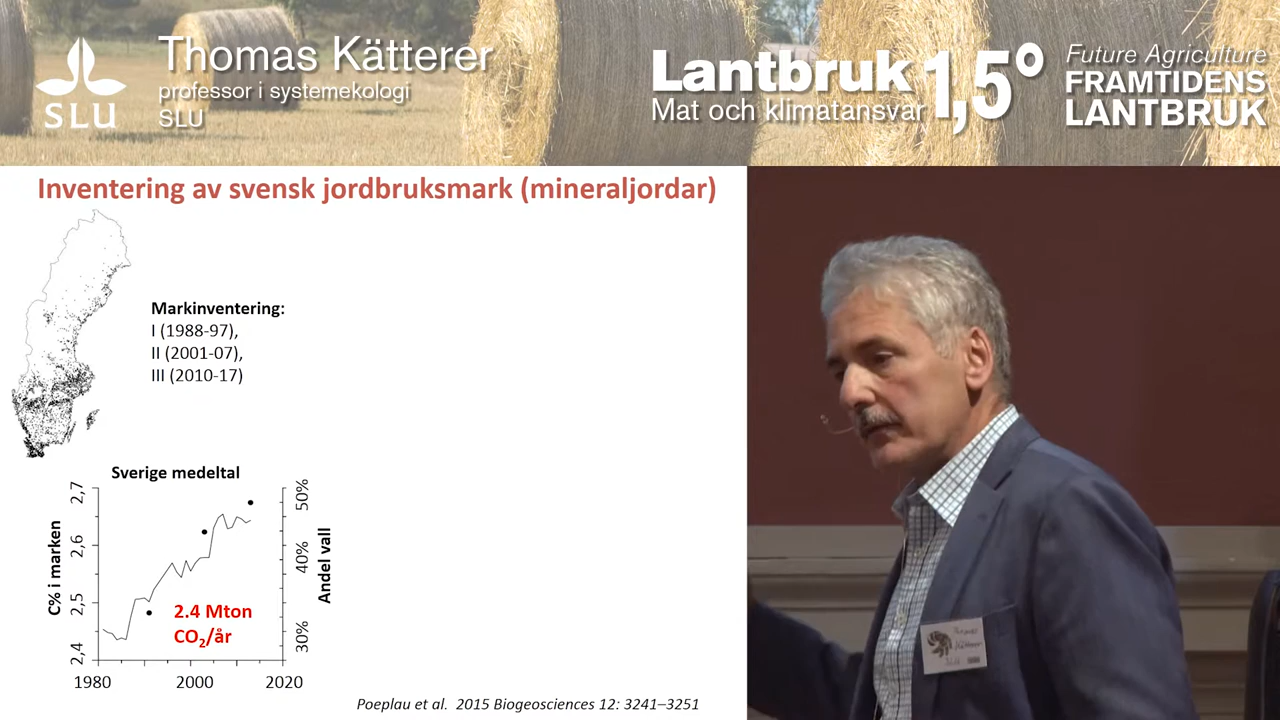 SLU
Thomas Kätterer
professor i systemekologi
SLU
Lantbruk 1,5°
Mat och klimatansvar
Future Agriculture
FRAMTIDENS
LANTBRUK
Inventering av svensk jordbruksmark (mineraljordar)
Markinventering:
I (1988-97),
II (2001-07),
III (2010-17)
Sverige medeltal
C% i marken
2,7
2,6
2,5
2,4
50%
40%
30%
Andel vall
2.4 Mton
CO₂/år
1980 2000 2020
Poeplau et al. 2015 Biogeosciences 12: 3241–3251
Thomas
Kätterer
SLU